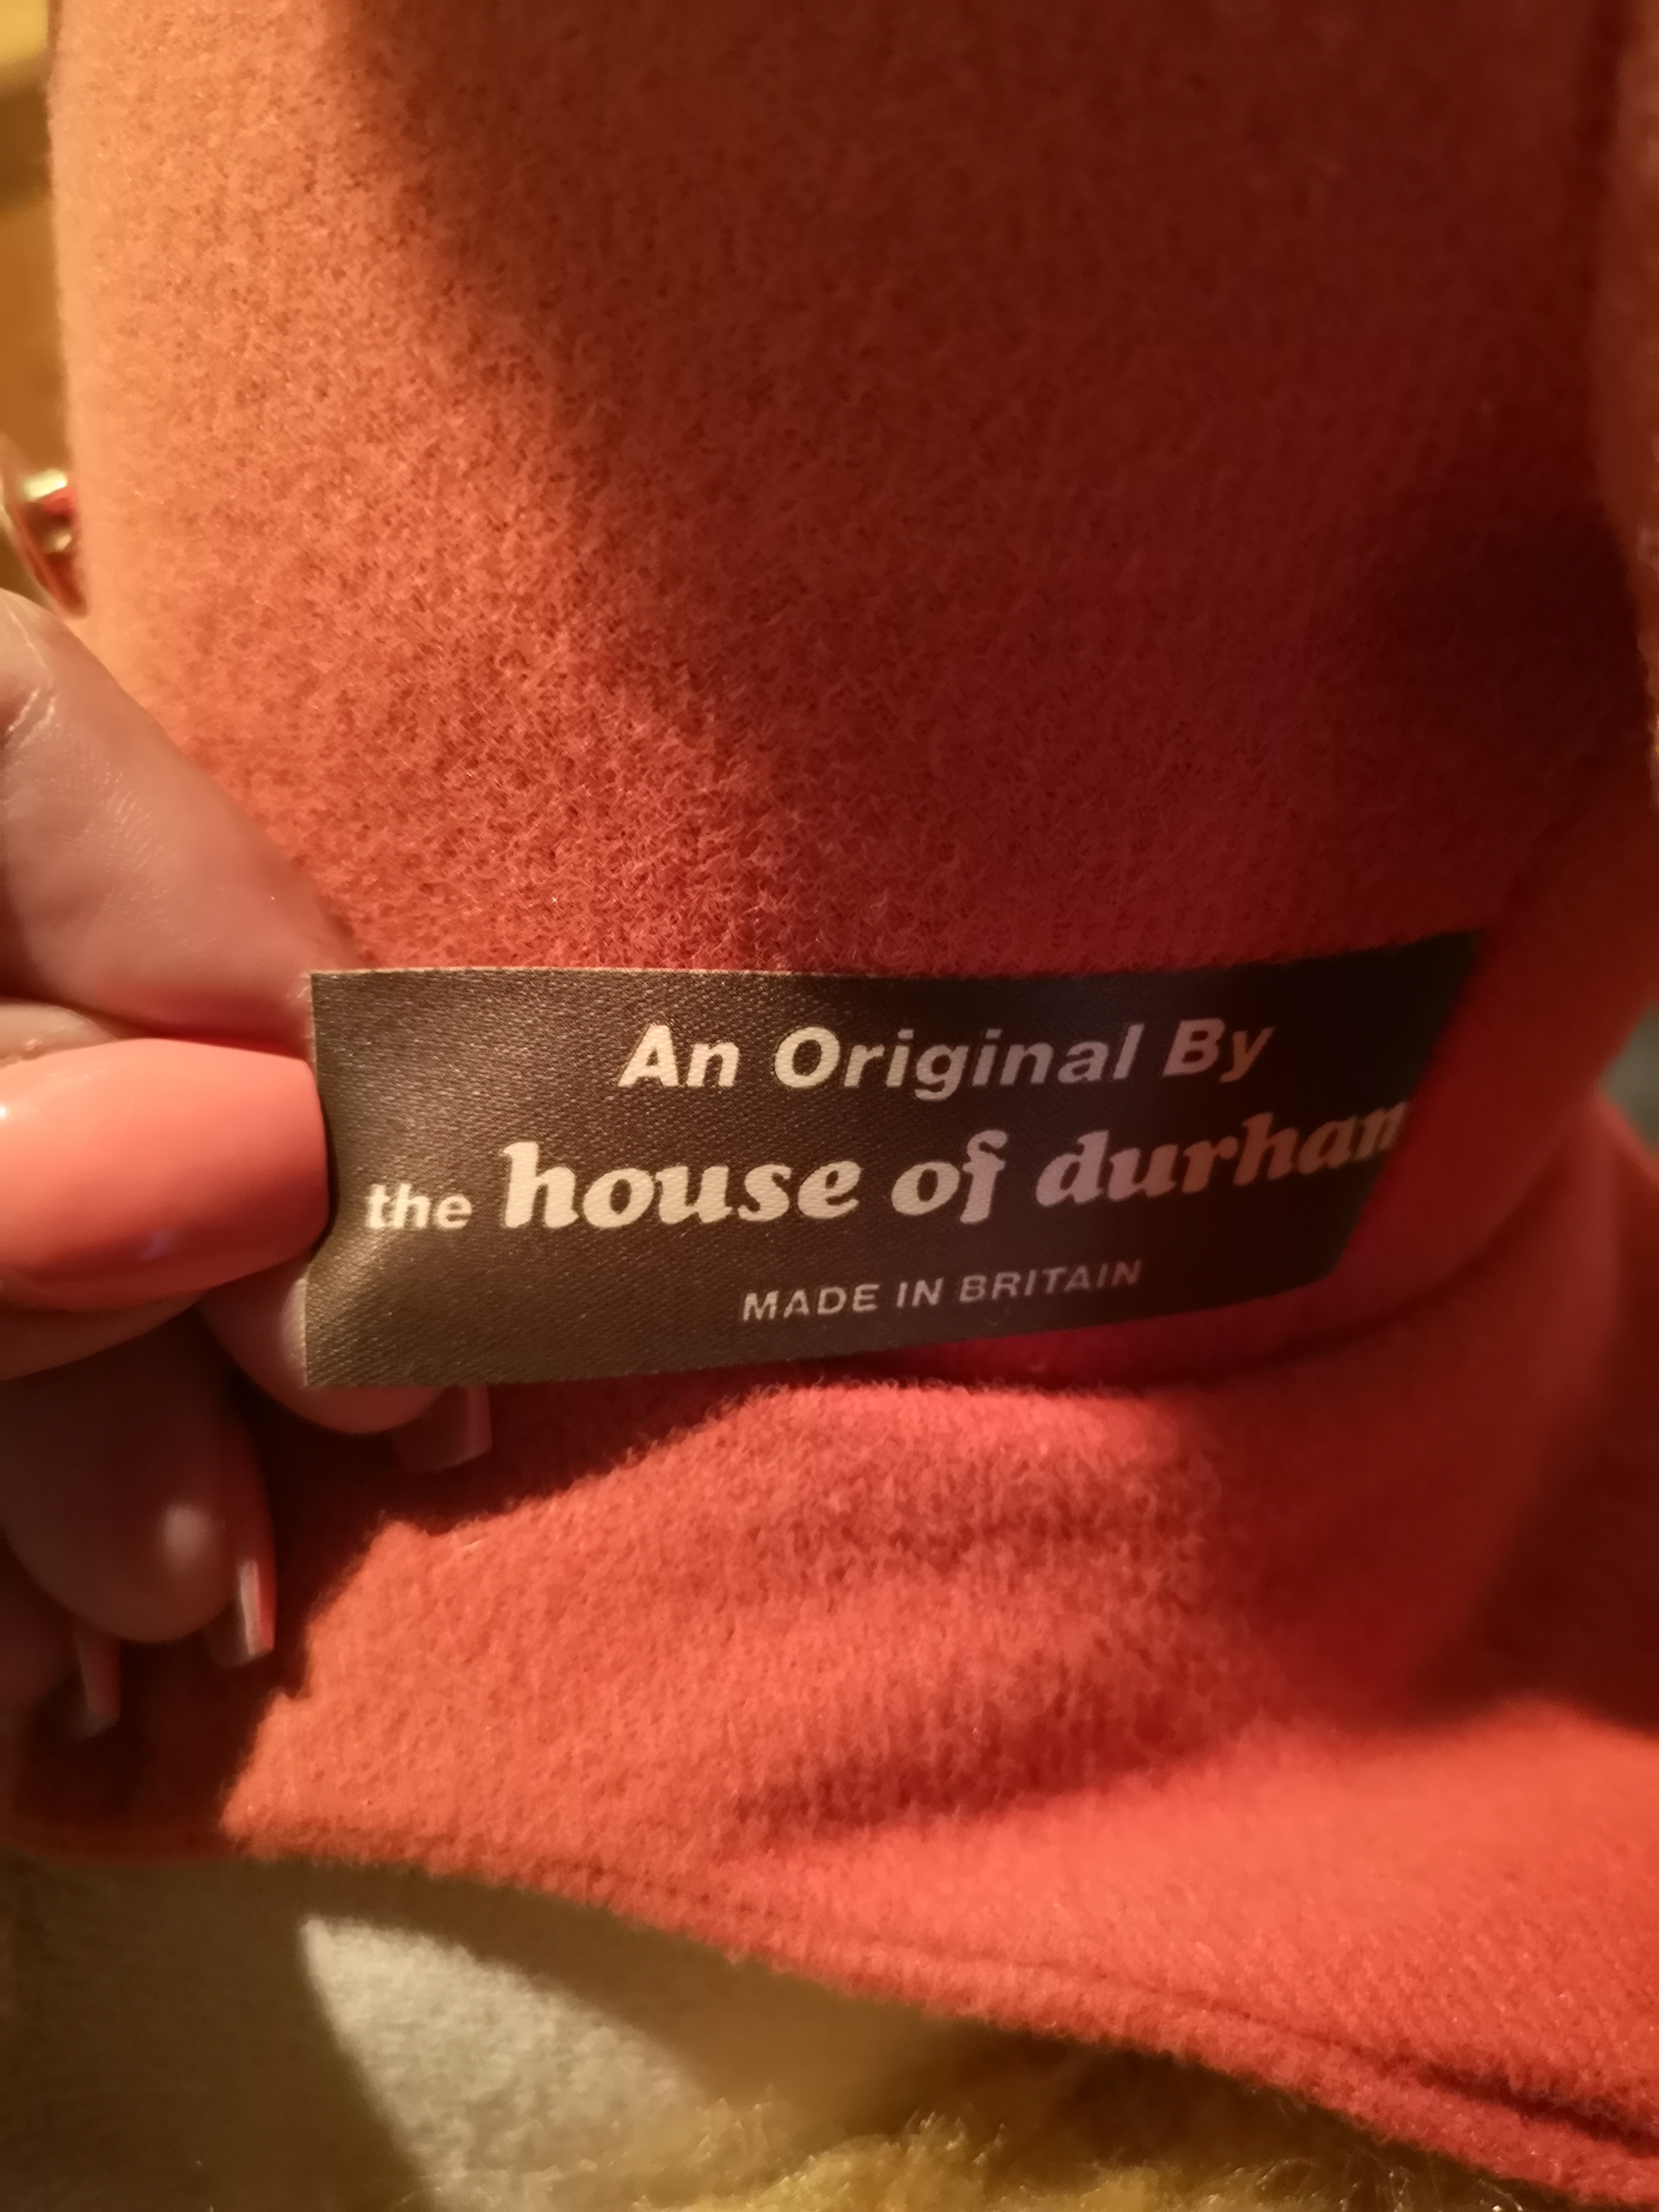 An Original By
the house of durham
MADE IN BRITAIN